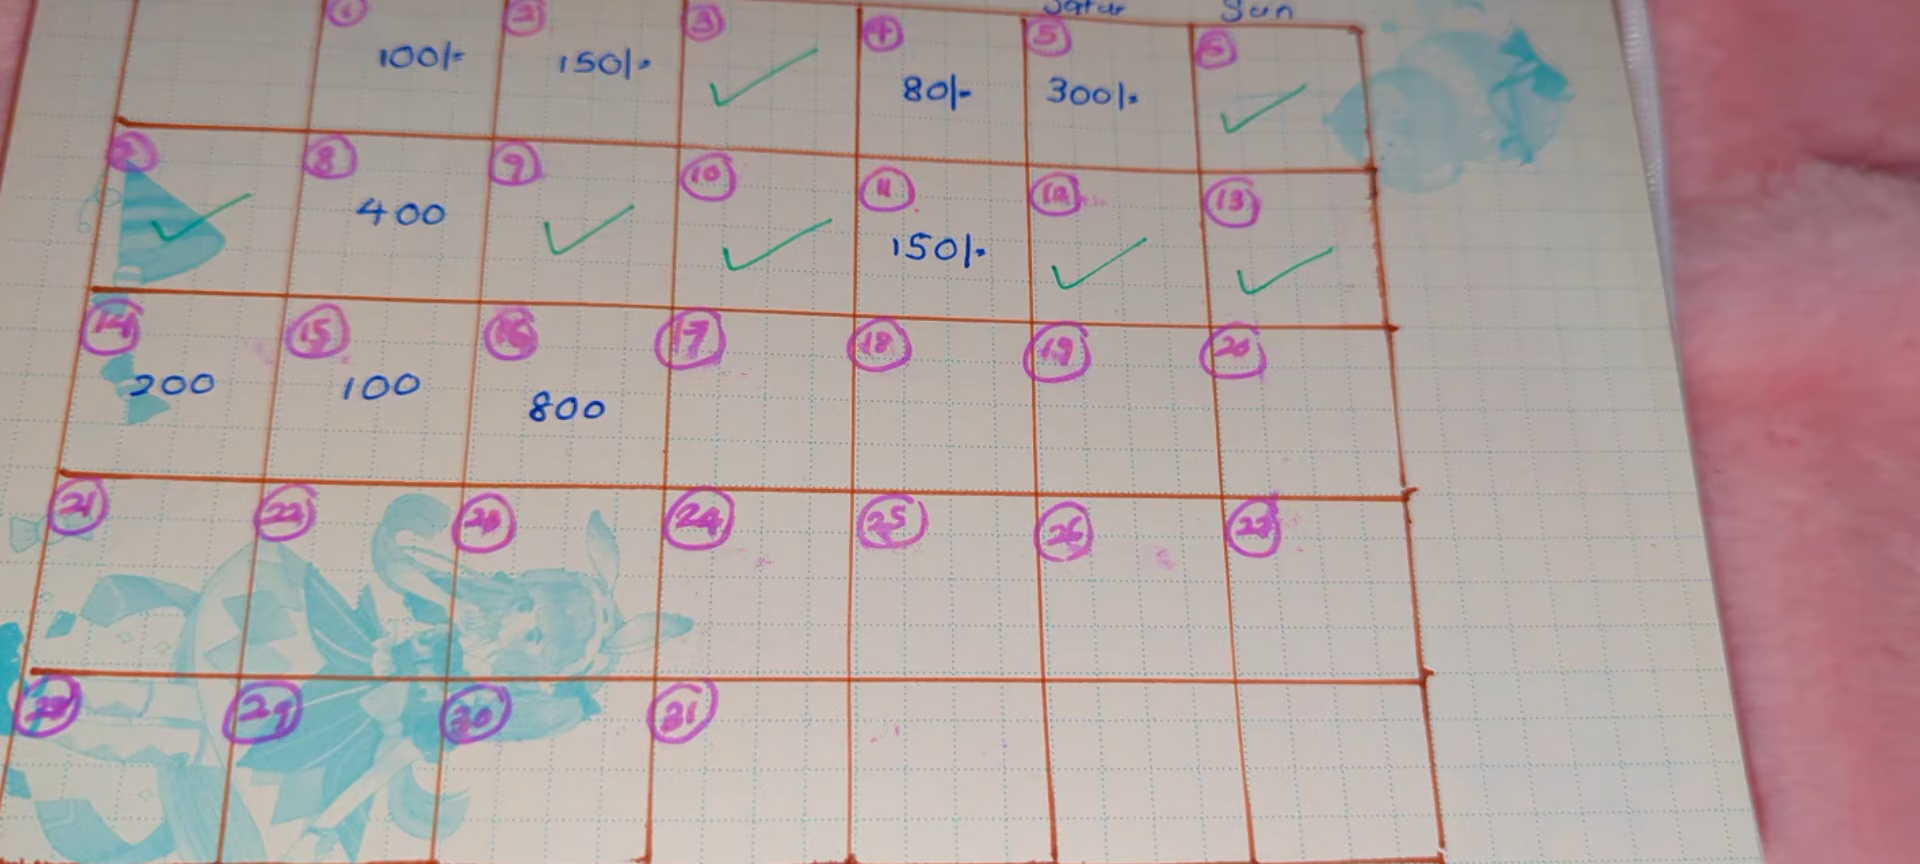 Satur Sun
1 2 3 4 5 6
100/- 150/- 80/- 300/-
7 8 9 10 11 12 13
400 150/-
14 15 16 17 18 19 20
200 100 800
21 22 23 24 25 26 27
28 29 30 31